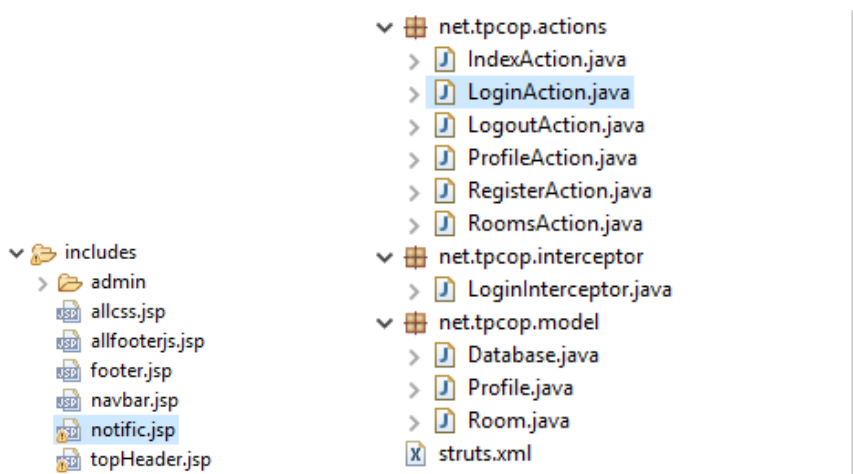 includes
admin
allcss.jsp
allfooterjs.jsp
footer.jsp
navbar.jsp
notific.jsp
topHeader.jsp
net.tpcop.actions
IndexAction.java
LoginAction.java
LogoutAction.java
ProfileAction.java
RegisterAction.java
RoomsAction.java
net.tpcop.interceptor
LoginInterceptor.java
net.tpcop.model
Database.java
Profile.java
Room.java
struts.xml